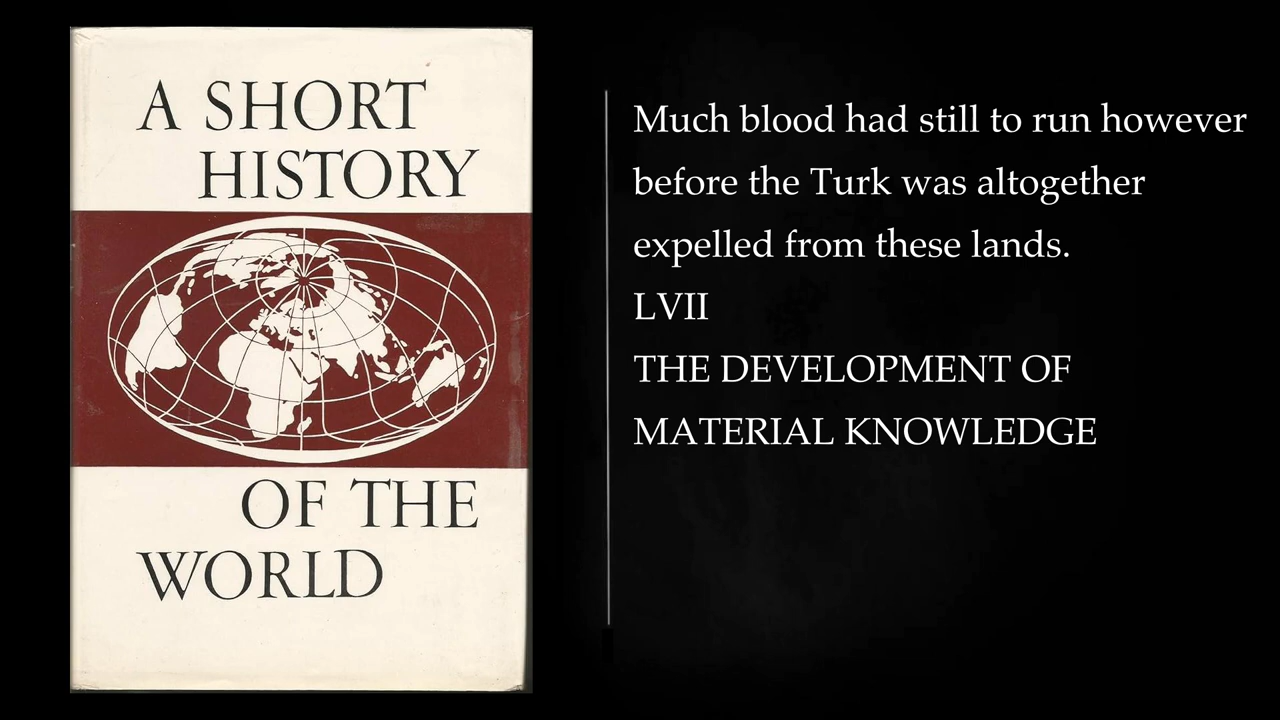 A SHORT
HISTORY
OF THE
WORLD
Much blood had still to run however
before the Turk was altogether
expelled from these lands.
LVII
THE DEVELOPMENT OF
MATERIAL KNOWLEDGE